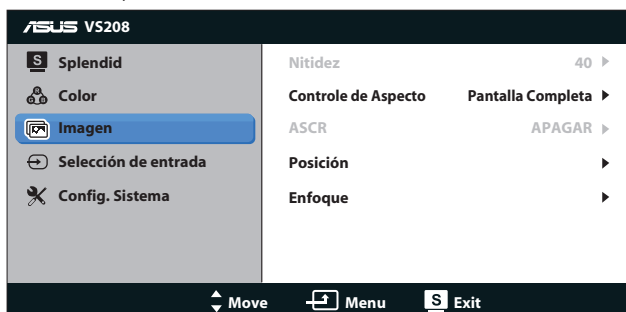 ASUS VS208
S Splendid
Color
Imagen
Selección de entrada
Config. Sistema
Nitidez 40
Controle de Aspecto Pantalla Completa
ASCR APAGAR
Posición
Enfoque
Move Menu S Exit